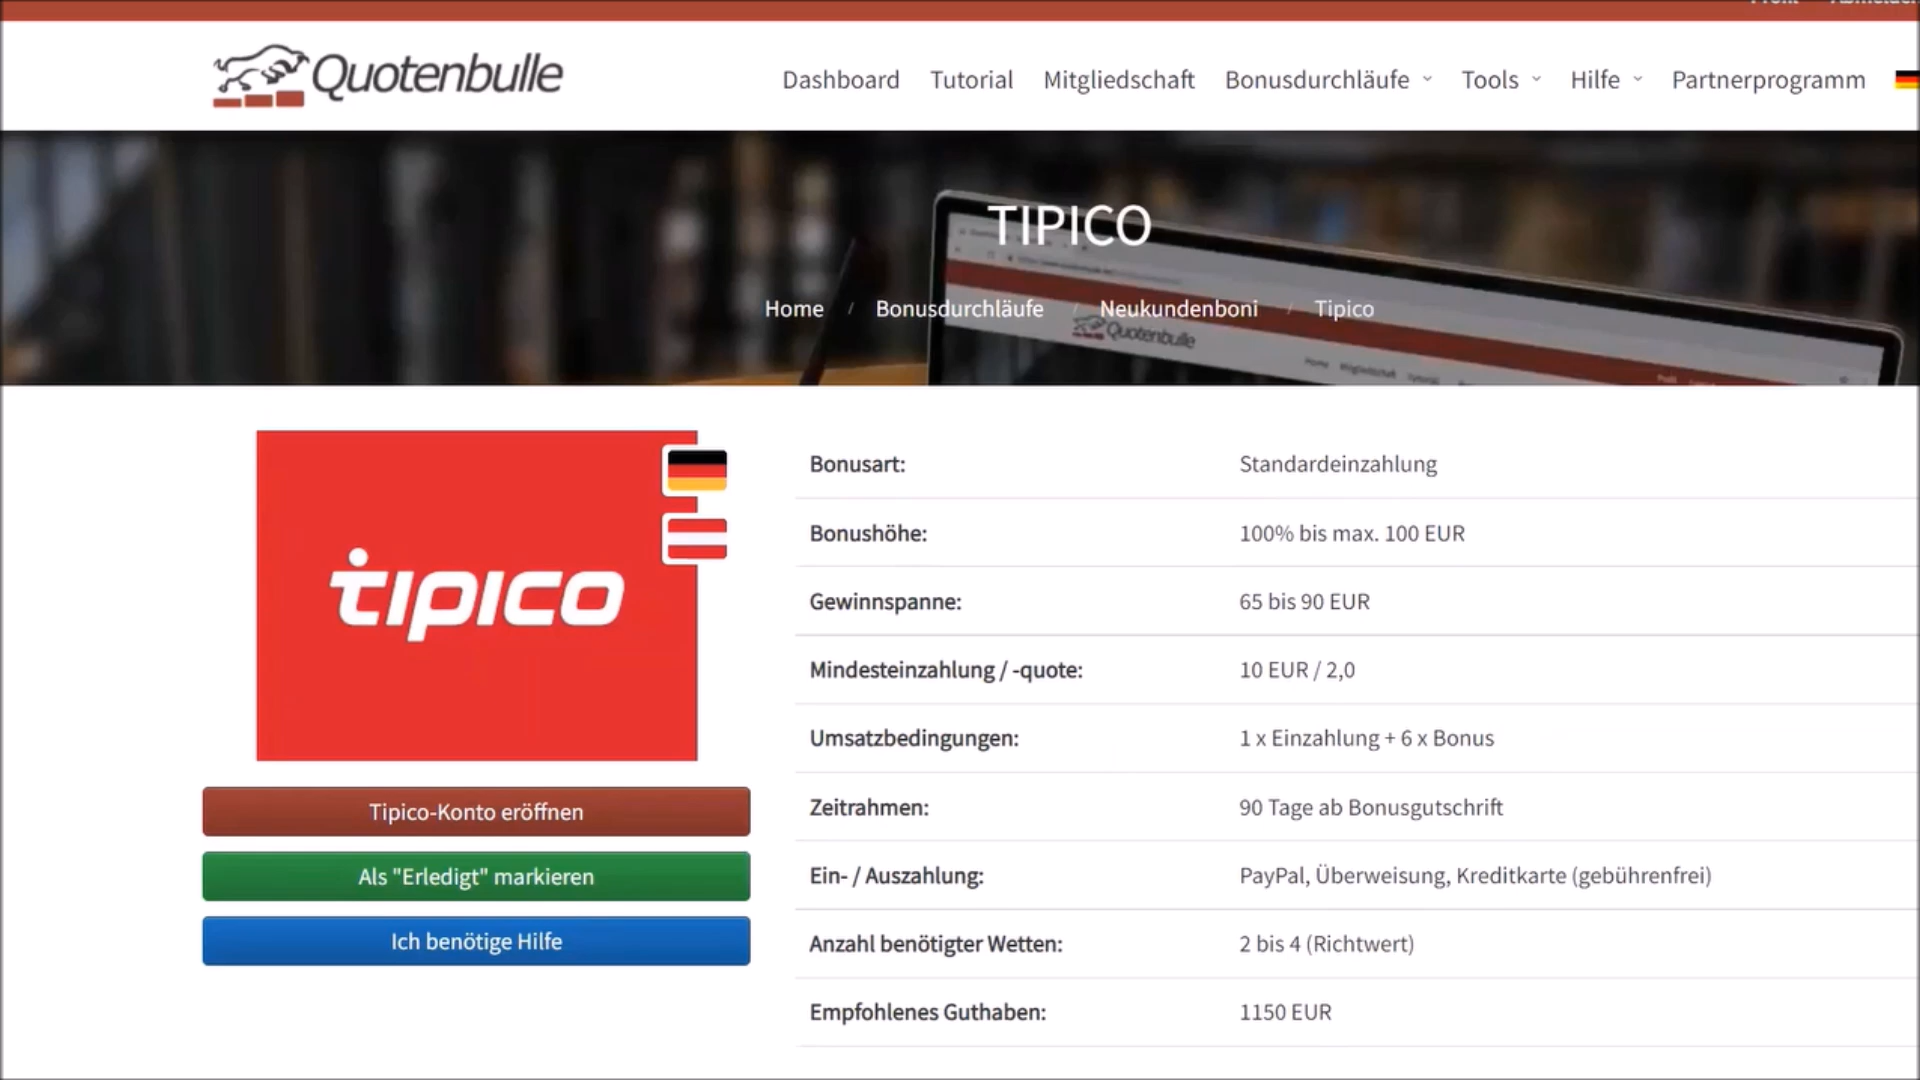 Quotenbulle
Dashboard Tutorial Mitgliedschaft Bonusdurchläufe Tools Hilfe Partnerprogramm
TIPICO
Home / Bonusdurchläufe / Neukundenboni / Tipico
Quotenbulle
tipico
Tipico-Konto eröffnen
Als "Erledigt" markieren
Ich benötige Hilfe
Bonusart: Standardeinzahlung
Bonushöhe: 100% bis max. 100 EUR
Gewinnspanne: 65 bis 90 EUR
Mindesteinzahlung / -quote: 10 EUR / 2,0
Umsatzbedingungen: 1 x Einzahlung + 6 x Bonus
Zeitrahmen: 90 Tage ab Bonusgutschrift
Ein- / Auszahlung: PayPal, Überweisung, Kreditkarte (gebührenfrei)
Anzahl benötigter Wetten: 2 bis 4 (Richtwert)
Empfohlenes Guthaben: 1150 EUR